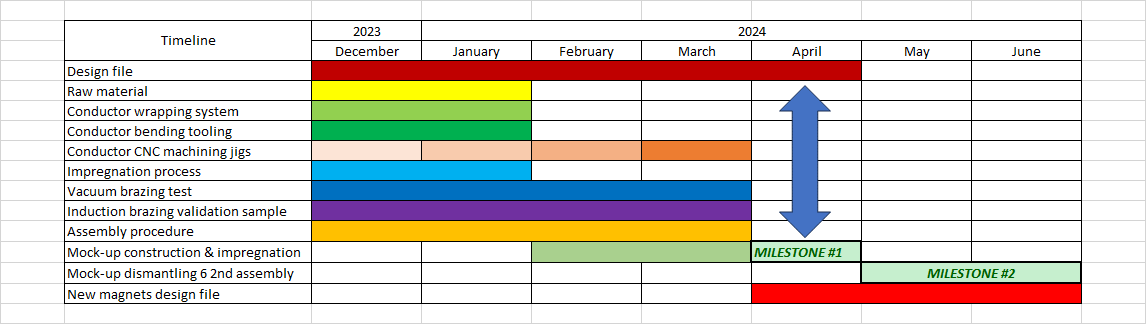 Timeline
2023
2024
December
January
February
March
April
May
June
Design file
Raw material
Conductor wrapping system
Conductor bending tooling
Conductor CNC machining jigs
Impregnation process
Vacuum brazing test
Induction brazing validation sample
Assembly procedure
Mock-up construction & impregnation
MILESTONE #1
Mock-up dismantling 6 2nd assembly
MILESTONE #2
New magnets design file